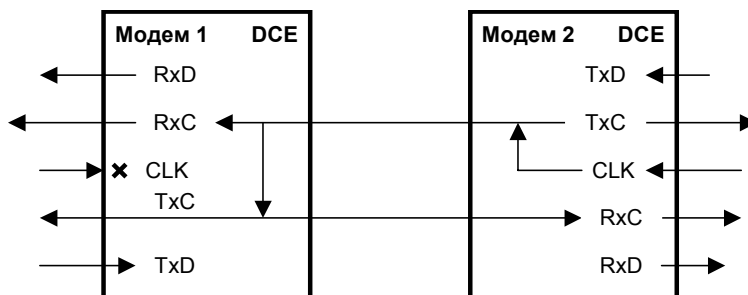 Модем 1 DCE
RxD
RxC
CLK
TxC
TxD
Модем 2 DCE
TxD
TxC
CLK
RxC
RxD